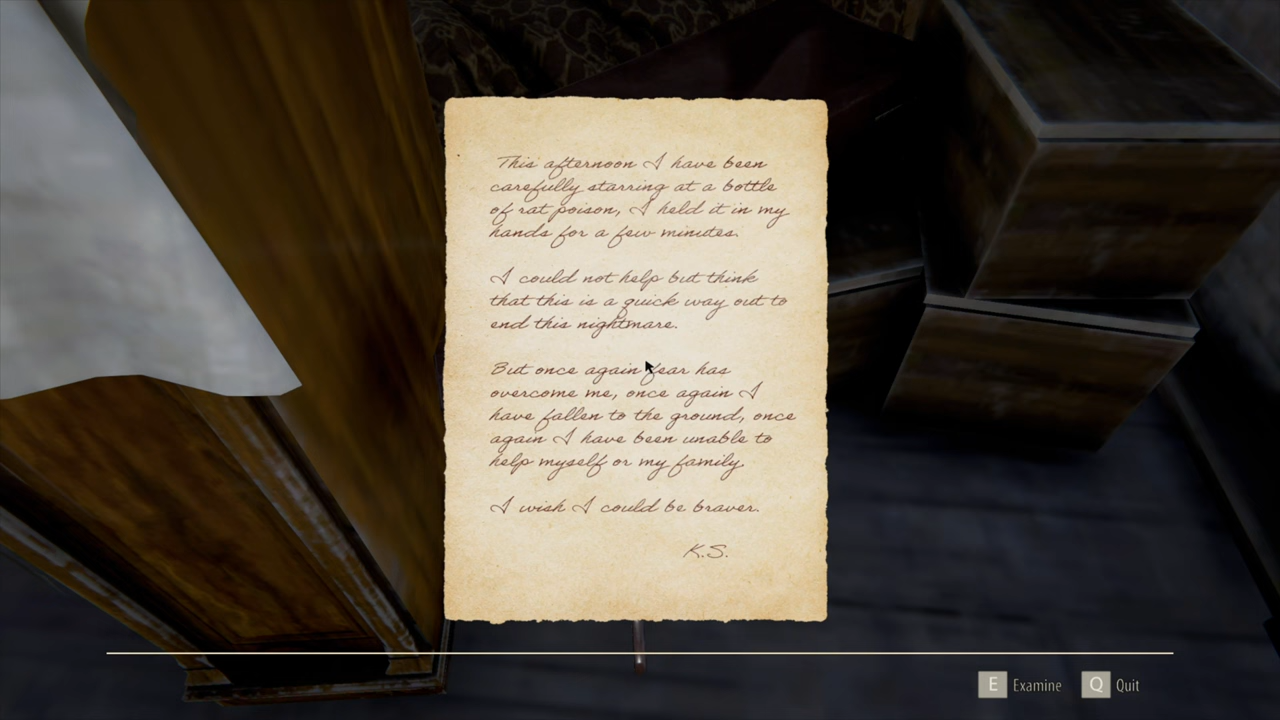 This afternoon I have been
carefully starring at a bottle
of rat poison, I held it in my
hands for a few minutes.
I could not help but think
that this is a quick way out to
end this nightmare.
But once again fear has
overcome me, once again I
have fallen to the ground, once
again I have been unable to
help myself or my family.
I wish I could be braver.
K.S.
E Examine Q Quit